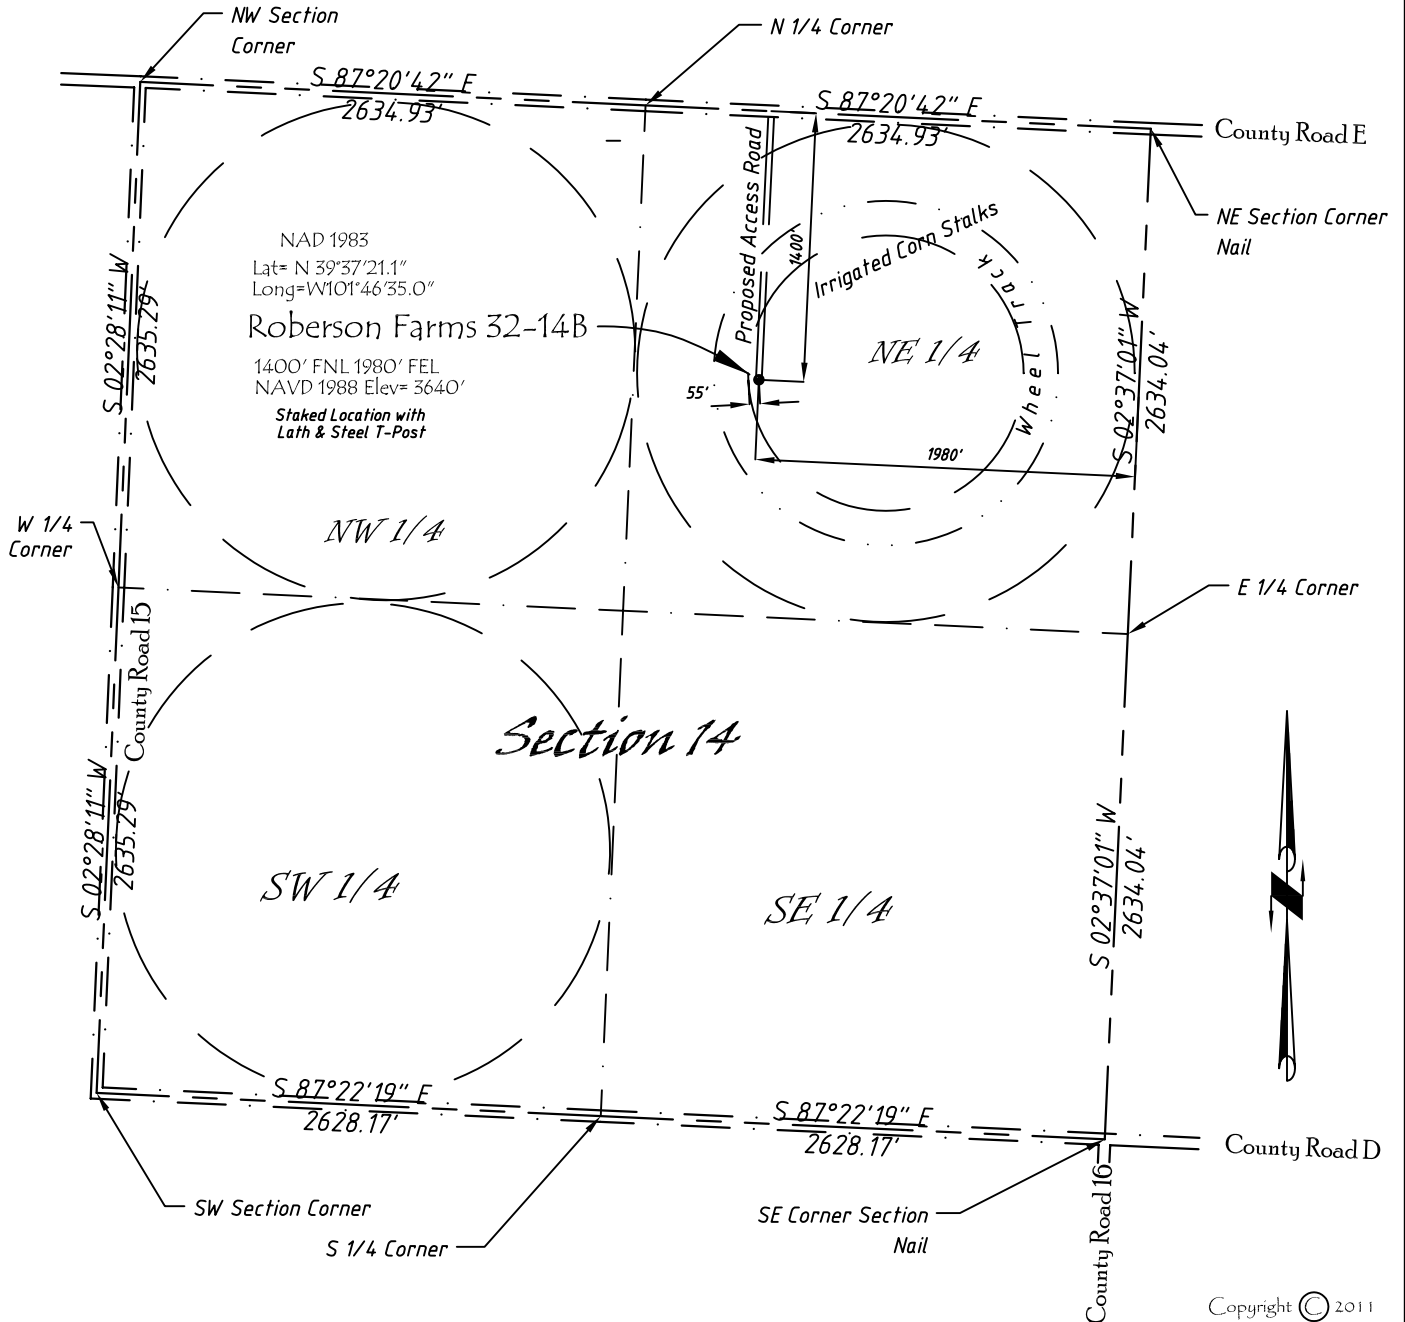 NW Section
Corner
N 1/4 Corner
S 87°20'42" E
2634.93'
S 87°20'42" E
2634.93'
County Road E
NE Section Corner
Nail
Proposed Access Road
1400'
Irrigated Corn Stalks
Wheel Track
NAD 1983
Lat= N 39°37'21.1"
Long=W101°46'35.0"
Roberson Farms 32-14B
1400' FNL 1980' FEL
NAVD 1988 Elev= 3640'
Staked Location with
Lath & Steel T-Post
S 02°28'11" W
2635.29'
NE 1/4
55'
1980'
S 02°37'01" W
2634.04'
NW 1/4
W 1/4
Corner
E 1/4 Corner
County Road 15
Section 14
S 02°28'11" W
2635.29'
SW 1/4
SE 1/4
S 02°37'01" W
2634.04'
S 87°22'19" E
2628.17'
S 87°22'19" E
2628.17'
County Road D
SW Section Corner
S 1/4 Corner
SE Corner Section
Nail
County Road 16
Copyright © 2011